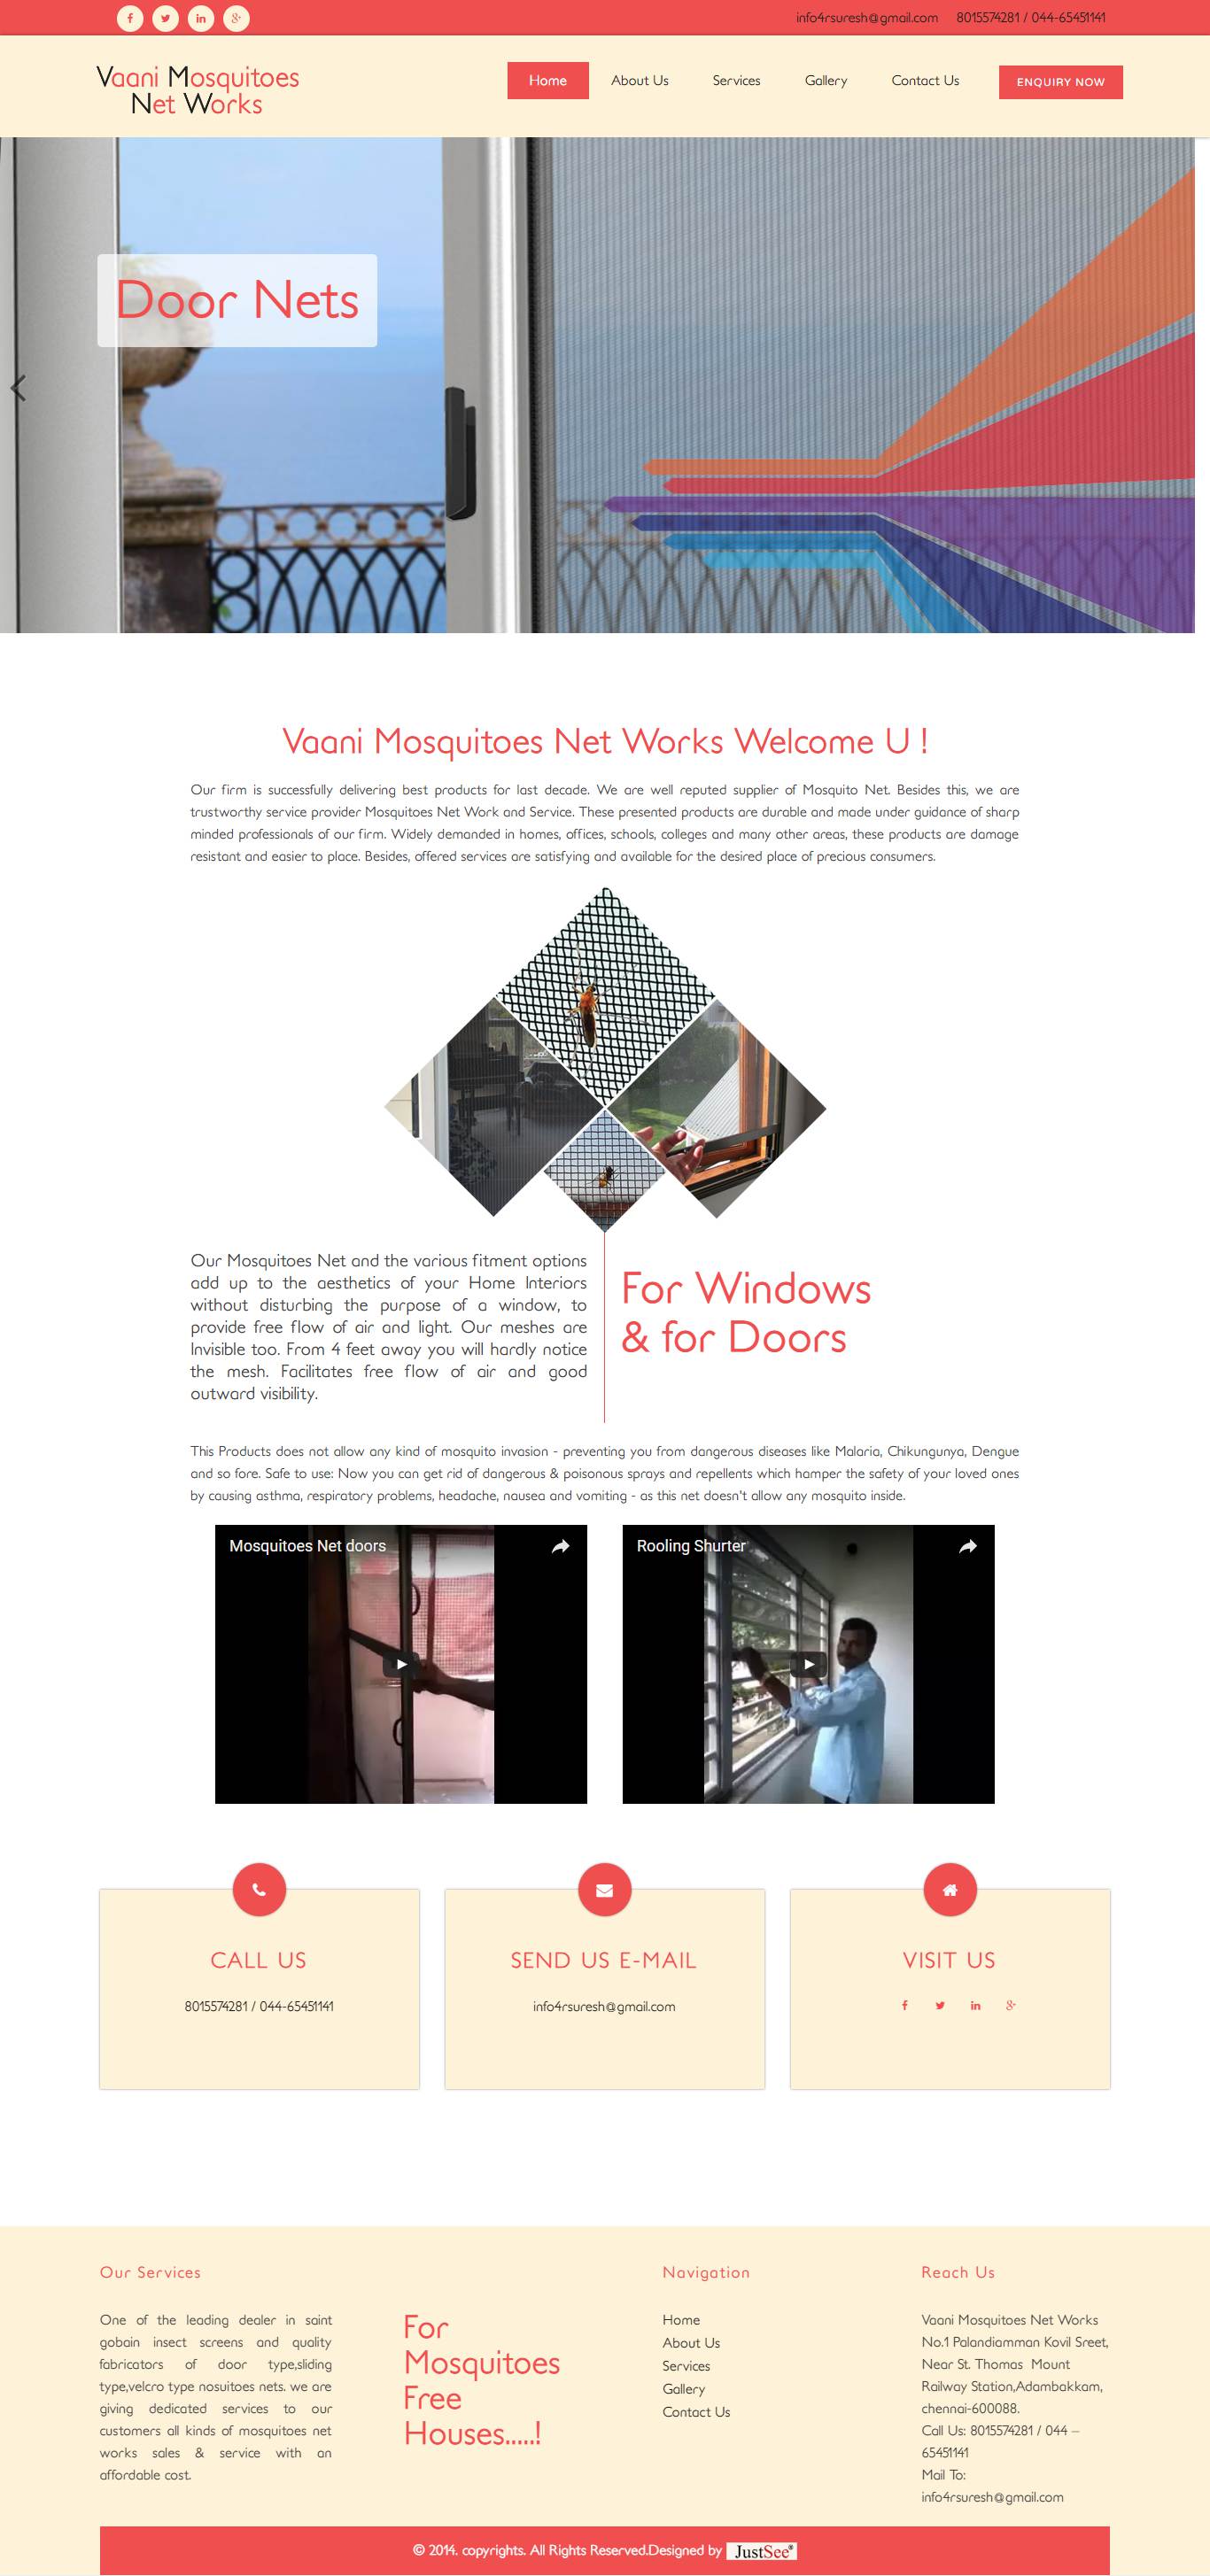 info4rsuresh@gmail.com 8015574281 / 044-65451141
Vaani Mosquitoes
Net Works
Home About Us Services Gallery Contact Us ENQUIRY NOW
Door Nets
Vaani Mosquitoes Net Works Welcome U !
Our firm is successfully delivering best products for last decade. We are well reputed supplier of Mosquito Net. Besides this, we are
trustworthy service provider Mosquitoes Net Work and Service. These presented products are durable and made under guidance of sharp
minded professionals of our firm. Widely demanded in homes, offices, schools, colleges and many other areas, these products are damage
resistant and easier to place. Besides, offered services are satisfying and available for the desired place of precious consumers.
Our Mosquitoes Net and the various fitment options
add up to the aesthetics of your Home Interiors
without disturbing the purpose of a window, to
provide free flow of air and light. Our meshes are
Invisible too. From 4 feet away you will hardly notice
the mesh. Facilitates free flow of air and good
outward visibility.
For Windows
& for Doors
This Products does not allow any kind of mosquito invasion - preventing you from dangerous diseases like Malaria, Chikungunya, Dengue
and so fore. Safe to use: Now you can get rid of dangerous & poisonous sprays and repellents which hamper the safety of your loved ones
by causing asthma, respiratory problems, headache, nausea and vomiting - as this net doesn't allow any mosquito inside.
Mosquitoes Net doors
Rooling Shurter
CALL US
8015574281 / 044-65451141
SEND US E-MAIL
info4rsuresh@gmail.com
VISIT US
Our Services
One of the leading dealer in saint
gobain insect screens and quality
fabricators of door type,sliding
type,velcro type nosuitoes nets. we are
giving dedicated services to our
customers all kinds of mosquitoes net
works sales & service with an
affordable cost.
For
Mosquitoes
Free
Houses.....!
Navigation
Home
About Us
Services
Gallery
Contact Us
Reach Us
Vaani Mosquitoes Net Works
No.1 Palandiamman Kovil Sreet,
Near St. Thomas Mount
Railway Station,Adambakkam,
chennai-600088.
Call Us: 8015574281 / 044 –
65451141
Mail To:
info4rsuresh@gmail.com
© 2014. copyrights. All Rights Reserved.Designed by JustSee®